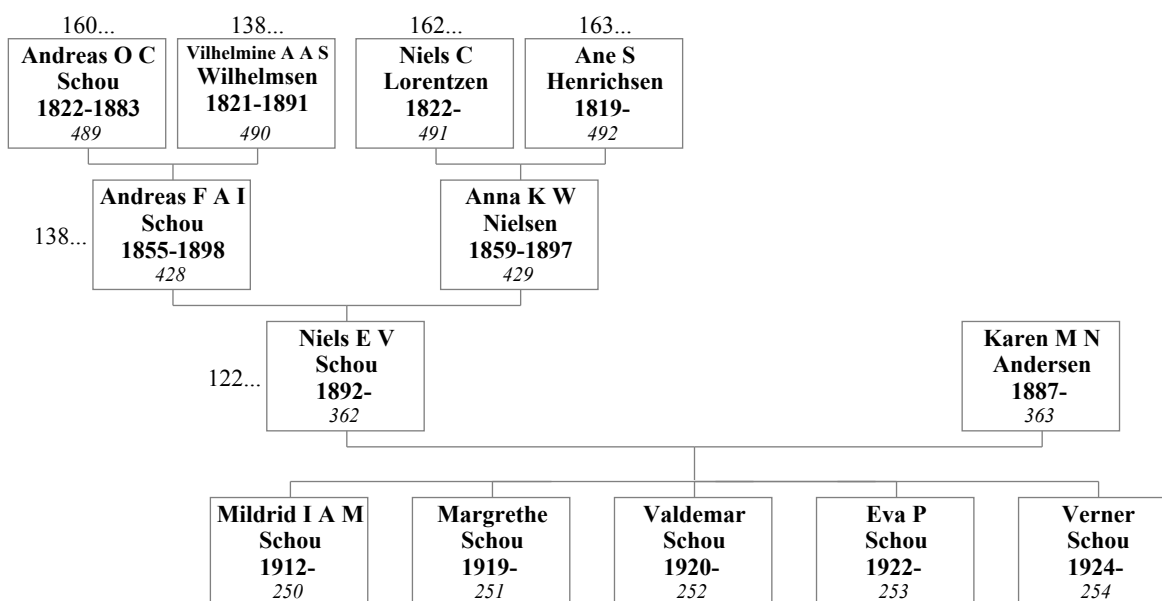 160...
138...
162...
163...
Andreas O C
Schou
1822-1883
489
Vilhelmine A A S
Wilhelmsen
1821-1891
490
Niels C
Lorentzen
1822-
491
Ane S
Henrichsen
1819-
492
138...
Andreas F A I
Schou
1855-1898
428
Anna K W
Nielsen
1859-1897
429
122...
Niels E V
Schou
1892-
362
Karen M N
Andersen
1887-
363
Mildrid I A M
Schou
1912-
250
Margrethe
Schou
1919-
251
Valdemar
Schou
1920-
252
Eva P
Schou
1922-
253
Verner
Schou
1924-
254